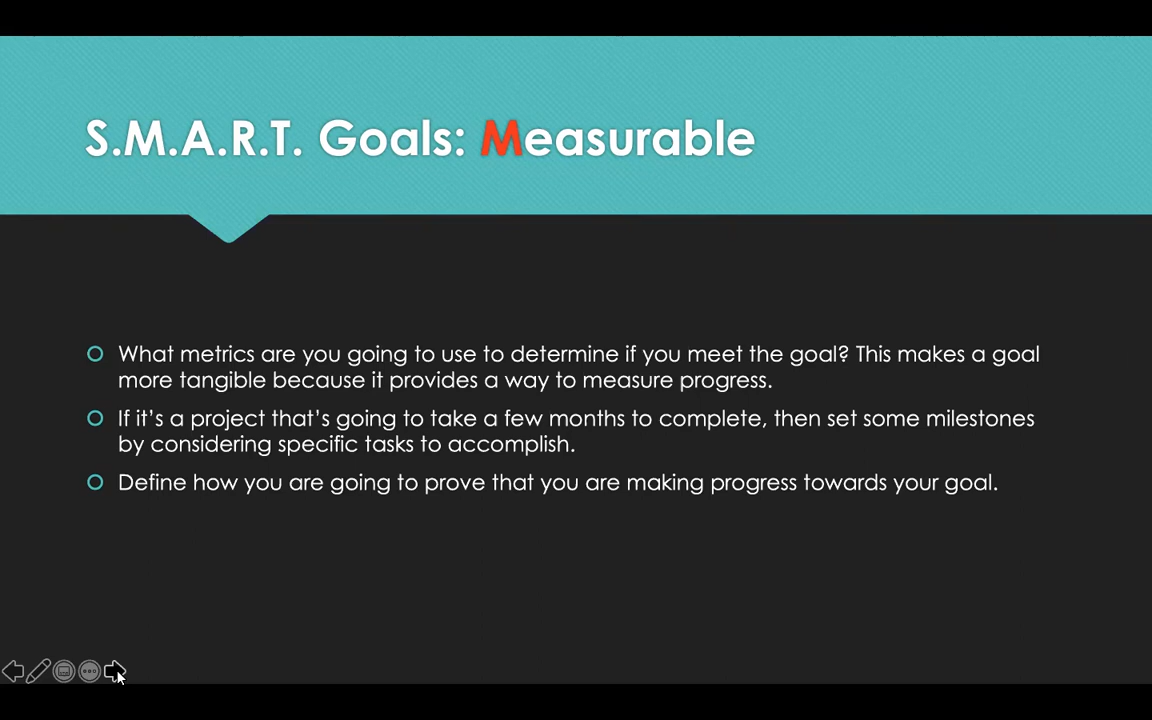 S.M.A.R.T. Goals: Measurable
What metrics are you going to use to determine if you meet the goal? This makes a goal
more tangible because it provides a way to measure progress.
If it’s a project that’s going to take a few months to complete, then set some milestones
by considering specific tasks to accomplish.
Define how you are going to prove that you are making progress towards your goal.